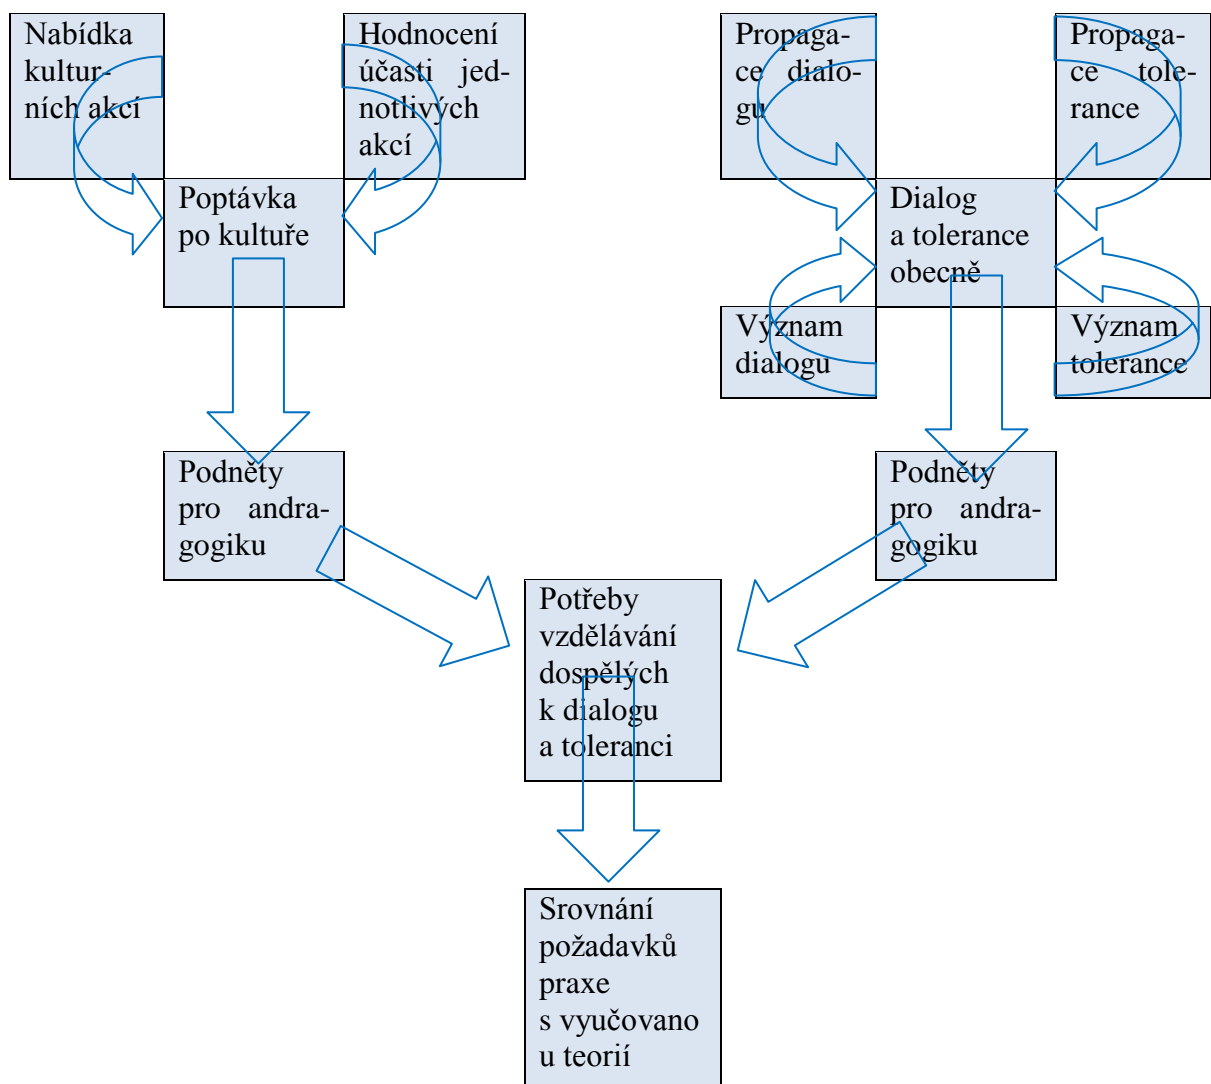 Nabídka
kultur-
ních akcí
Hodnocení
účasti jed-
notlivých
akcí
Propaga-
ce dialo-
gu
Propaga-
ce tole-
rance
Poptávka
po kultuře
Dialog
a tolerance
obecně
Význam
dialogu
Význam
tolerance
Podněty
pro andra-
gogiku
Podněty
pro andra-
gogiku
Potřeby
vzdělávání
dospělých
k dialogu
a toleranci
Srovnání
požadavků
praxe
s vyučovano
u teorií